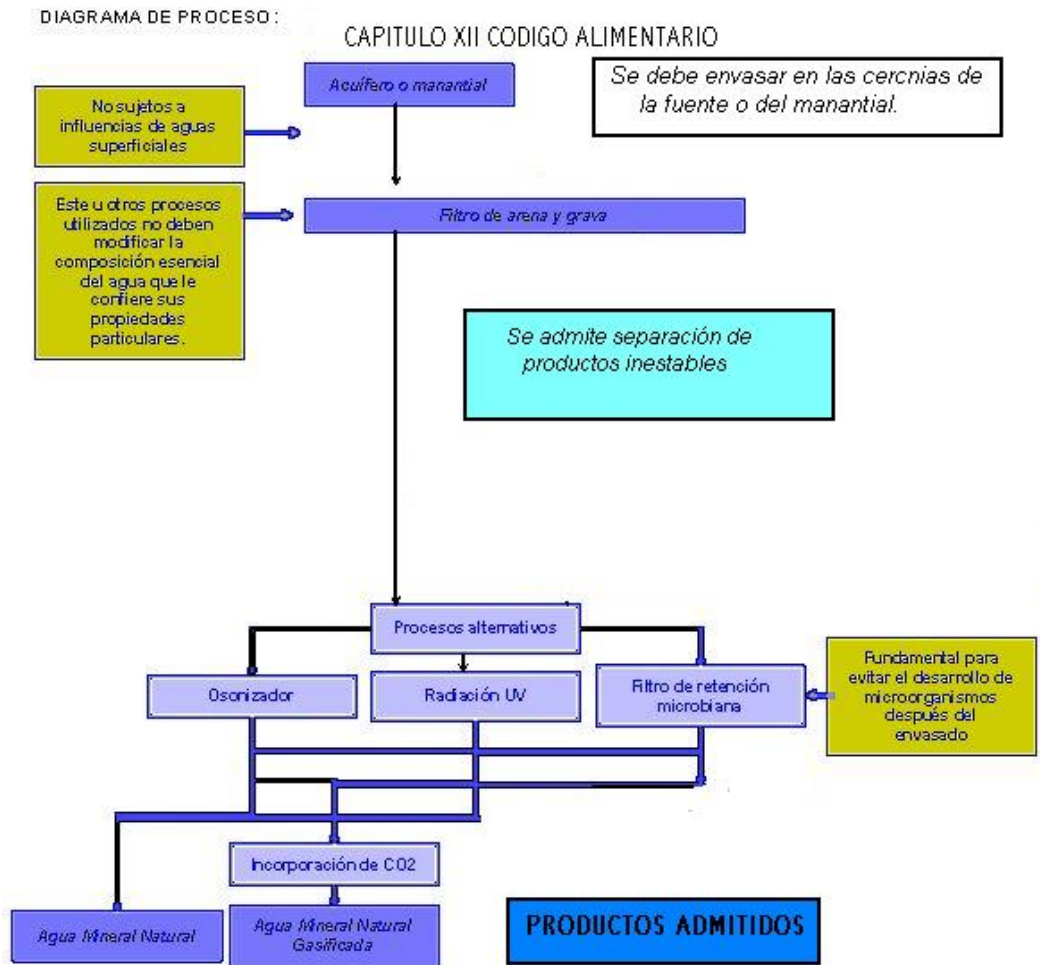 DIAGRAMA DE PROCESO:
CAPITULO XII CODIGO ALIMENTARIO
Acuífero o manantial
Se debe envasar en las cercnias de
la fuente o del manantial.
No sujetos a
influencias de aguas
superficiales
Este u otros procesos
utilizados no deben
modificar la
composición esencial
del agua que le
confiere sus
propiedades
particulares.
Filtro de arena y grava
Se admite separación de
productos inestables
Procesos alternativos
Osonizador
Radiación UV
Filtro de retención
microbiana
Fundamental para
evitar el desarrollo de
microorganismos
después del
envasado
Incorporación de CO2
Agua Mineral Natural
Agua Mineral Natural
Gasificada
PRODUCTOS ADMITIDOS